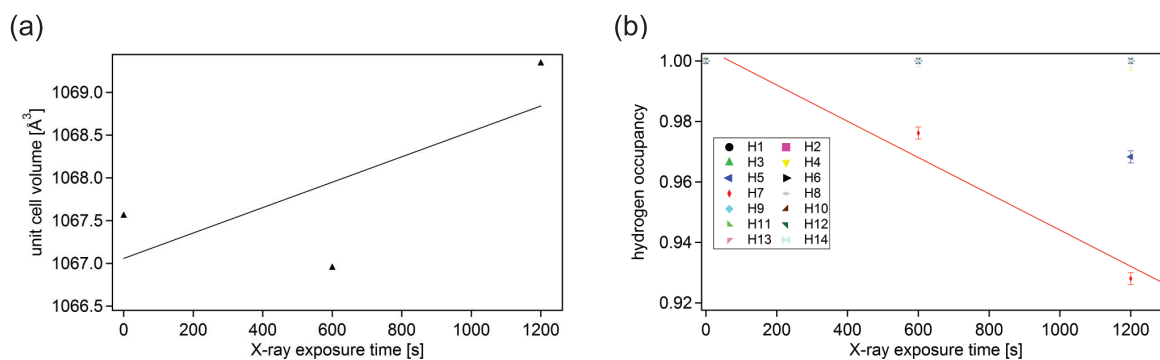 (a)
unit cell volume [Å³]
1069.0
1068.5
1068.0
1067.5
1067.0
1066.5
0 200 400 600 800 1000 1200
X-ray exposure time [s]
(b)
hydrogen occupancy
1.00
0.98
0.96
0.94
0.92
H1 H2
H3 H4
H5 H6
H7 H8
H9 H10
H11 H12
H13 H14
0 200 400 600 800 1000 1200
X-ray exposure time [s]